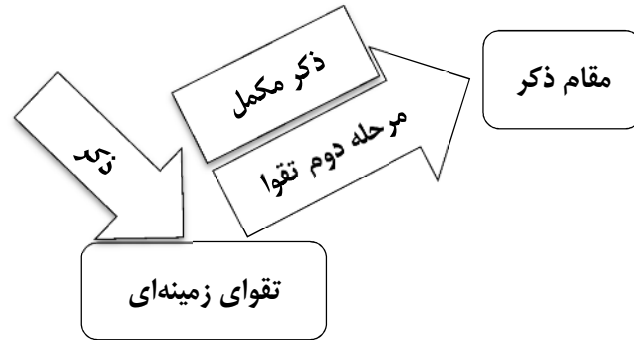 مقام ذکر
ذکر مکمل
مرحله دوم تقوا
ذکر
تقوای زمینه‌ای